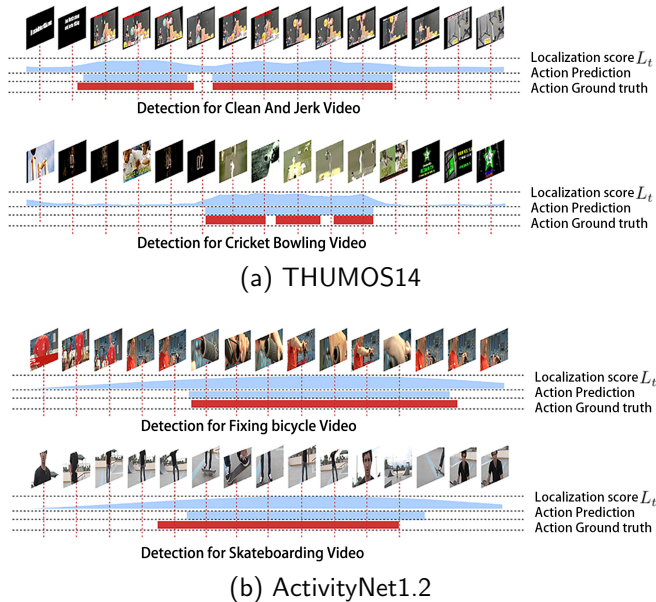 Localization score L_t
Action Prediction
Action Ground truth
Detection for Clean And Jerk Video
02
Localization score L_t
Action Prediction
Action Ground truth
Detection for Cricket Bowling Video
(a) THUMOS14
Localization score L_t
Action Prediction
Action Ground truth
Detection for Fixing bicycle Video
Localization score L_t
Action Prediction
Action Ground truth
Detection for Skateboarding Video
(b) ActivityNet1.2